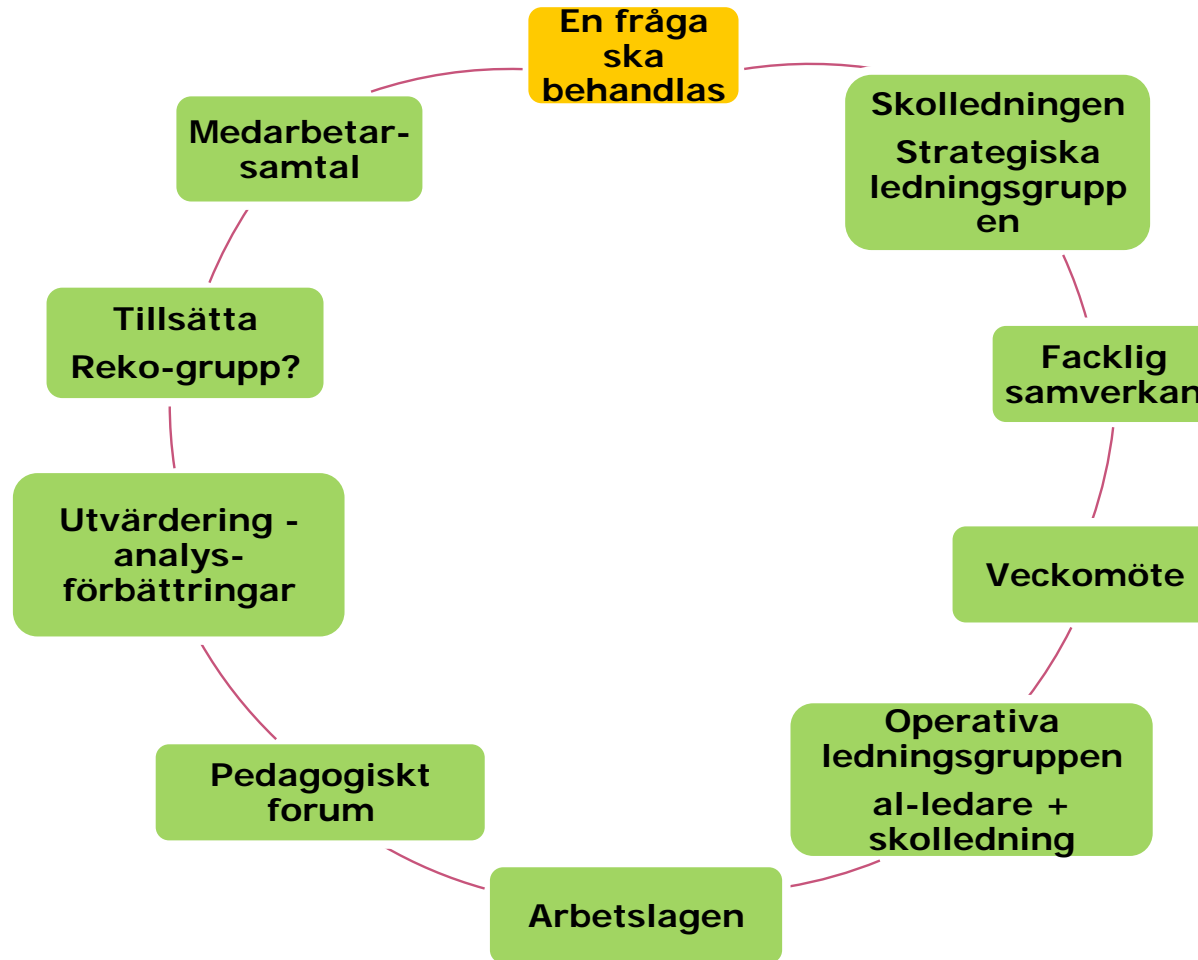 En fråga
ska
behandlas
Skolledningen
Strategiska
ledningsgrupp
en
Facklig
samverkan
Veckomöte
Operativa
ledningsgruppen
al-ledare +
skolledning
Arbetslagen
Pedagogiskt
forum
Utvärdering -
analys-
förbättringar
Tillsätta
Reko-grupp?
Medarbetar-
samtal